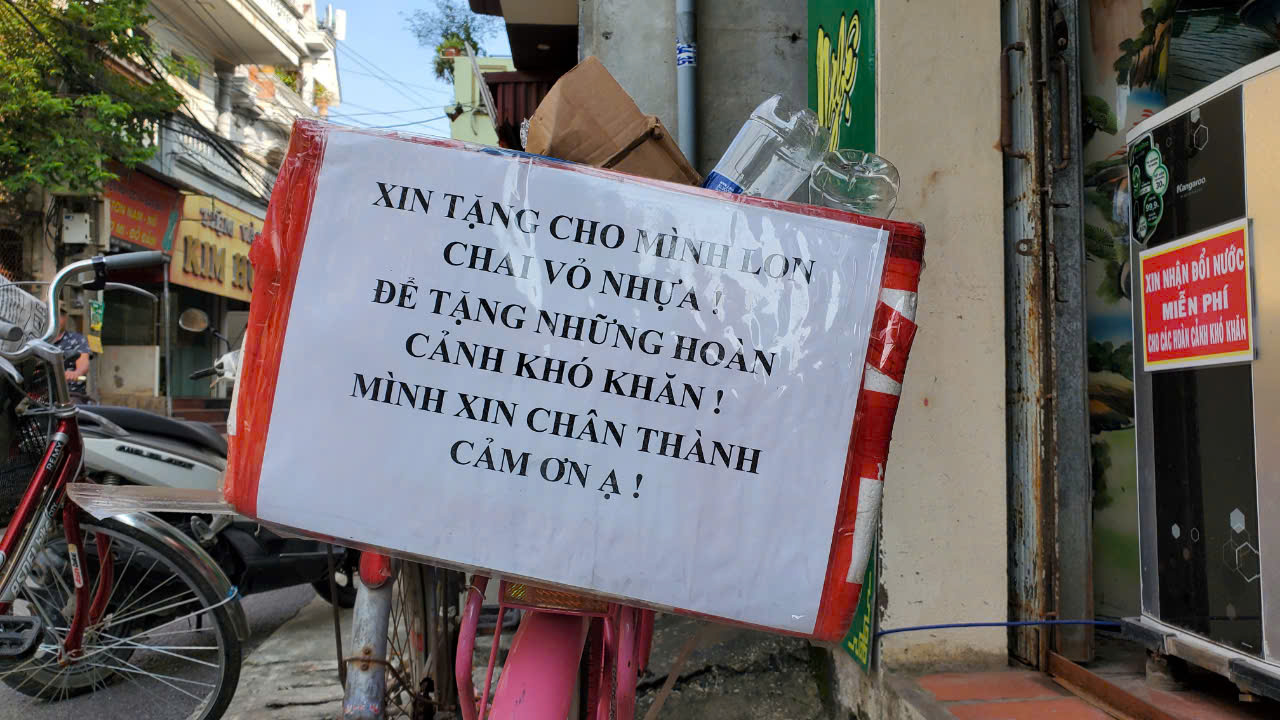 XIN TẶNG CHO MÌNH LON
CHAI VỎ NHỰA !
ĐỂ TẶNG NHỮNG HOÀN
CẢNH KHÓ KHĂN !
MÌNH XIN CHÂN THÀNH
CẢM ƠN Ạ !
Kangaroo
XIN NHẬN ĐỔI NƯỚC
MIỄN PHÍ
CHO CÁC HOÀN CẢNH KHÓ KHĂN
KIM